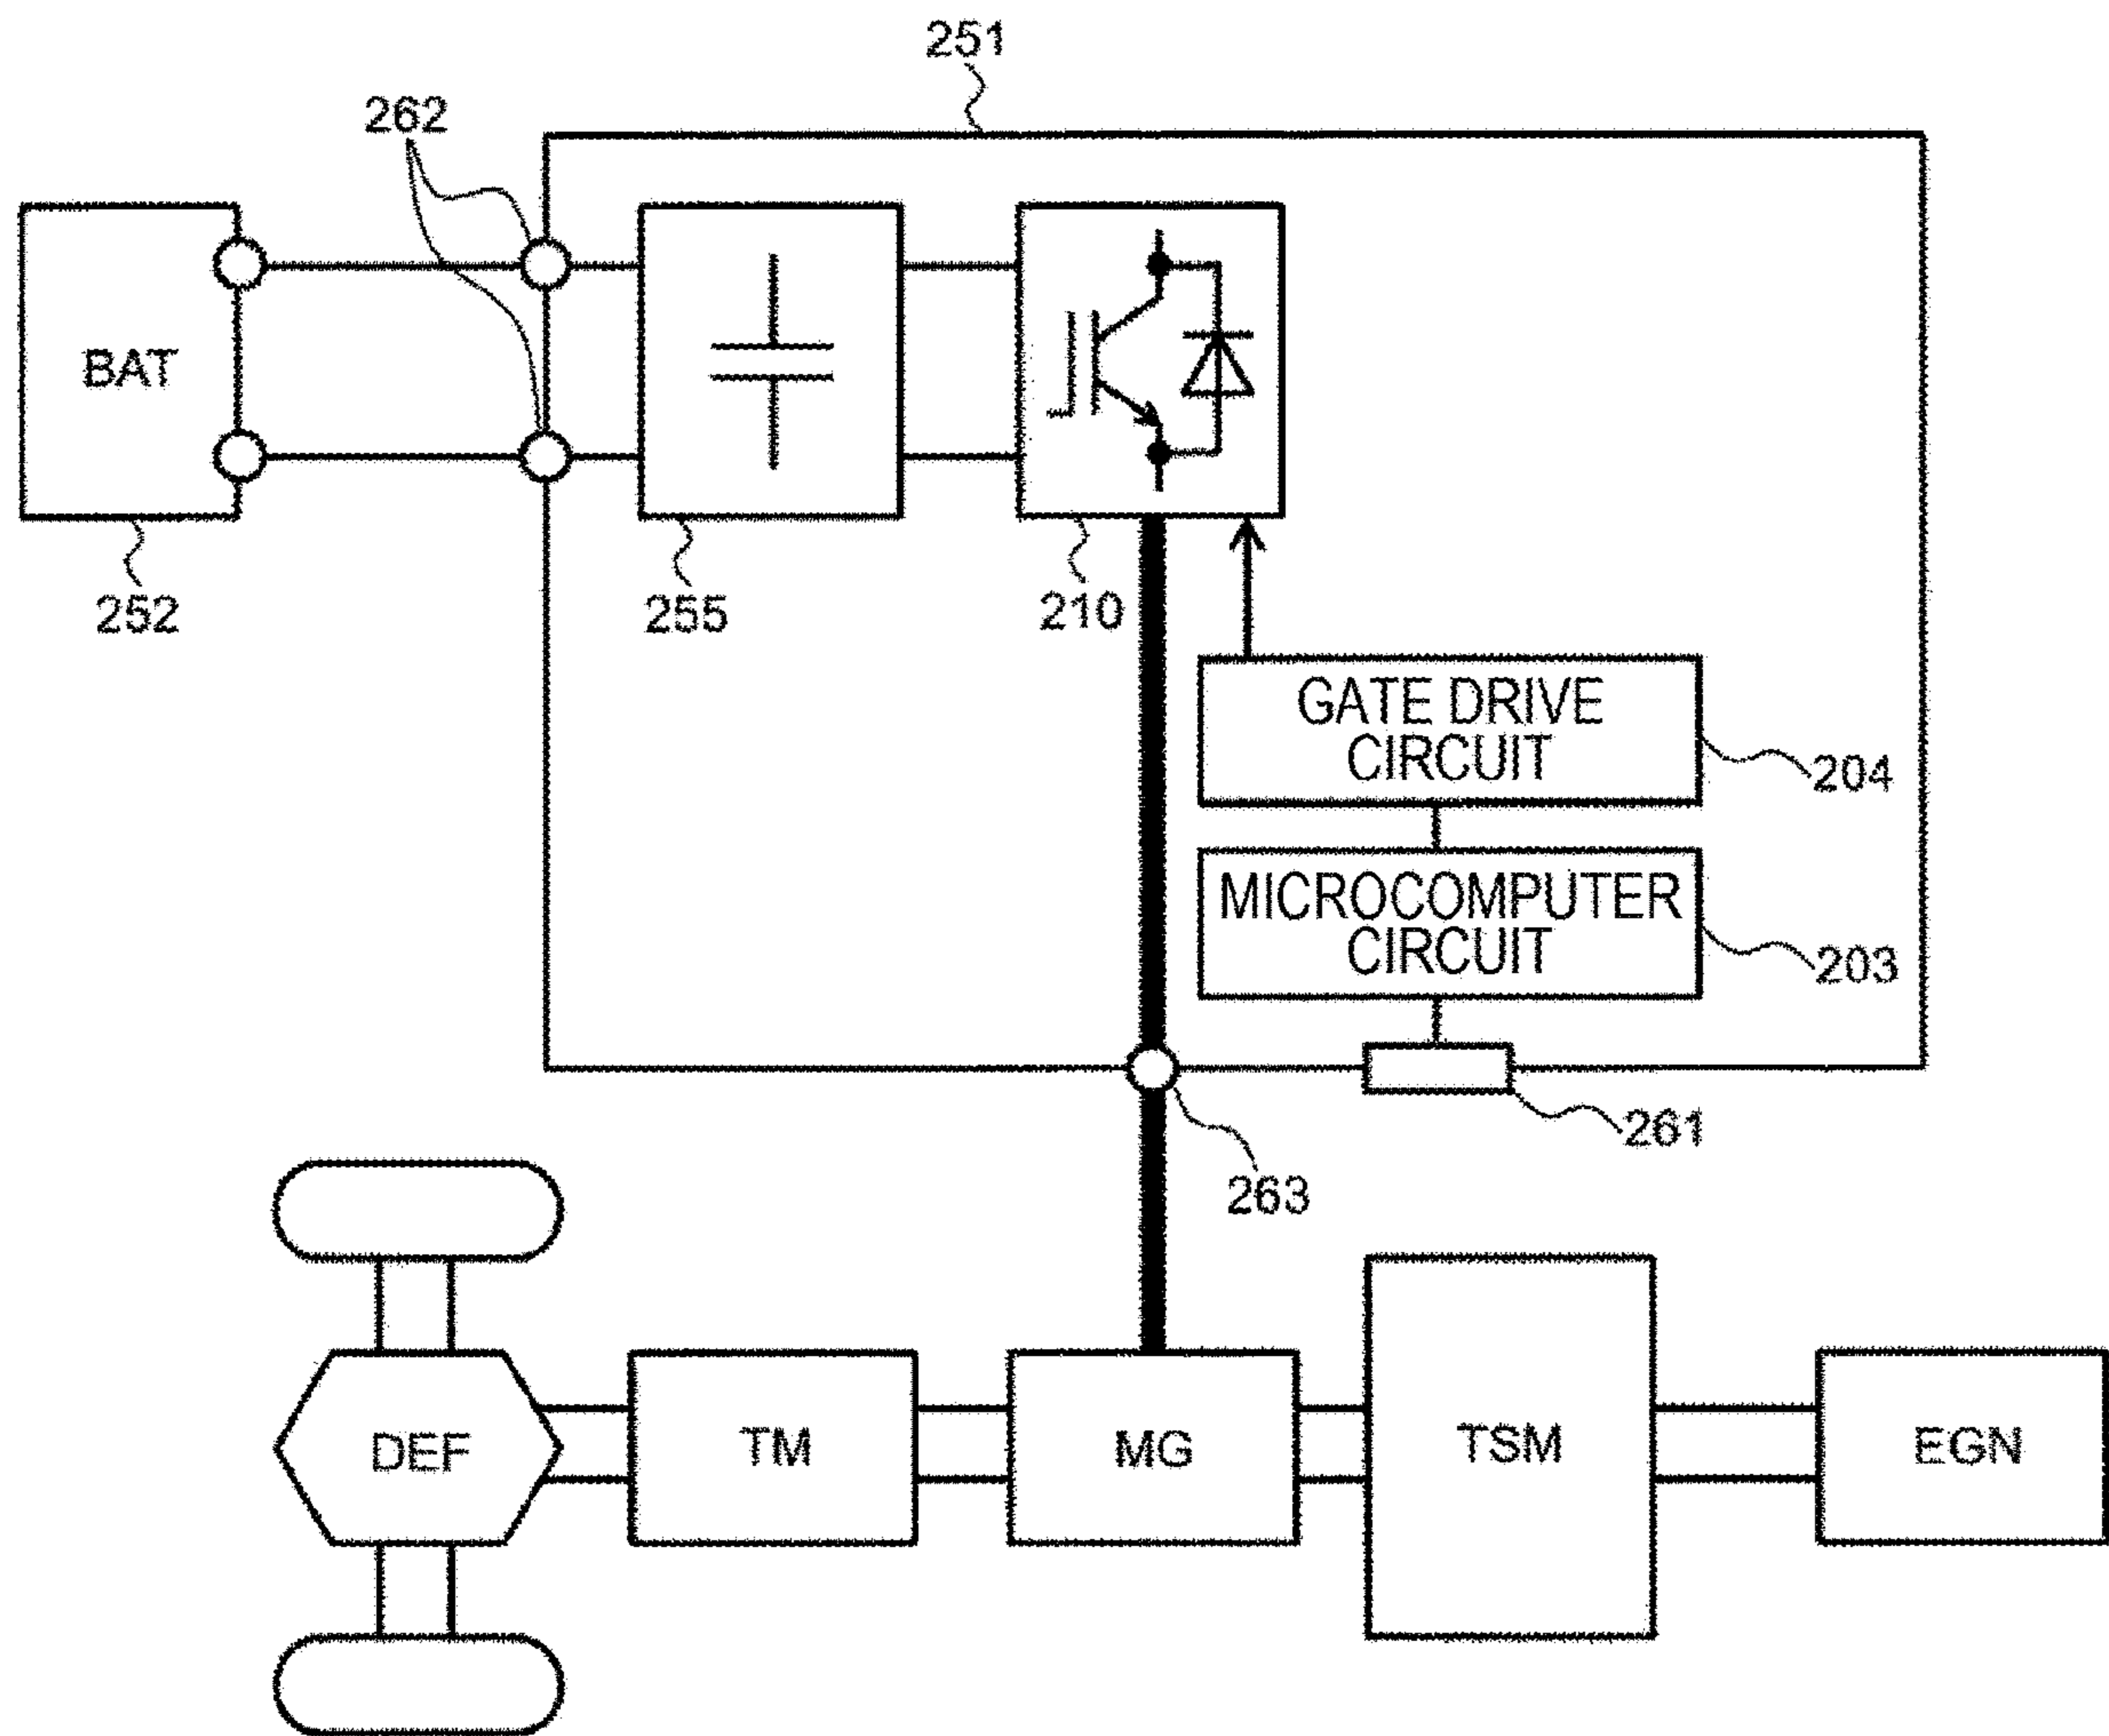 251
262
BAT
252
255
210
GATE DRIVE
CIRCUIT
204
MICROCOMPUTER
CIRCUIT
203
261
263
DEF
TM
MG
TSM
EGN